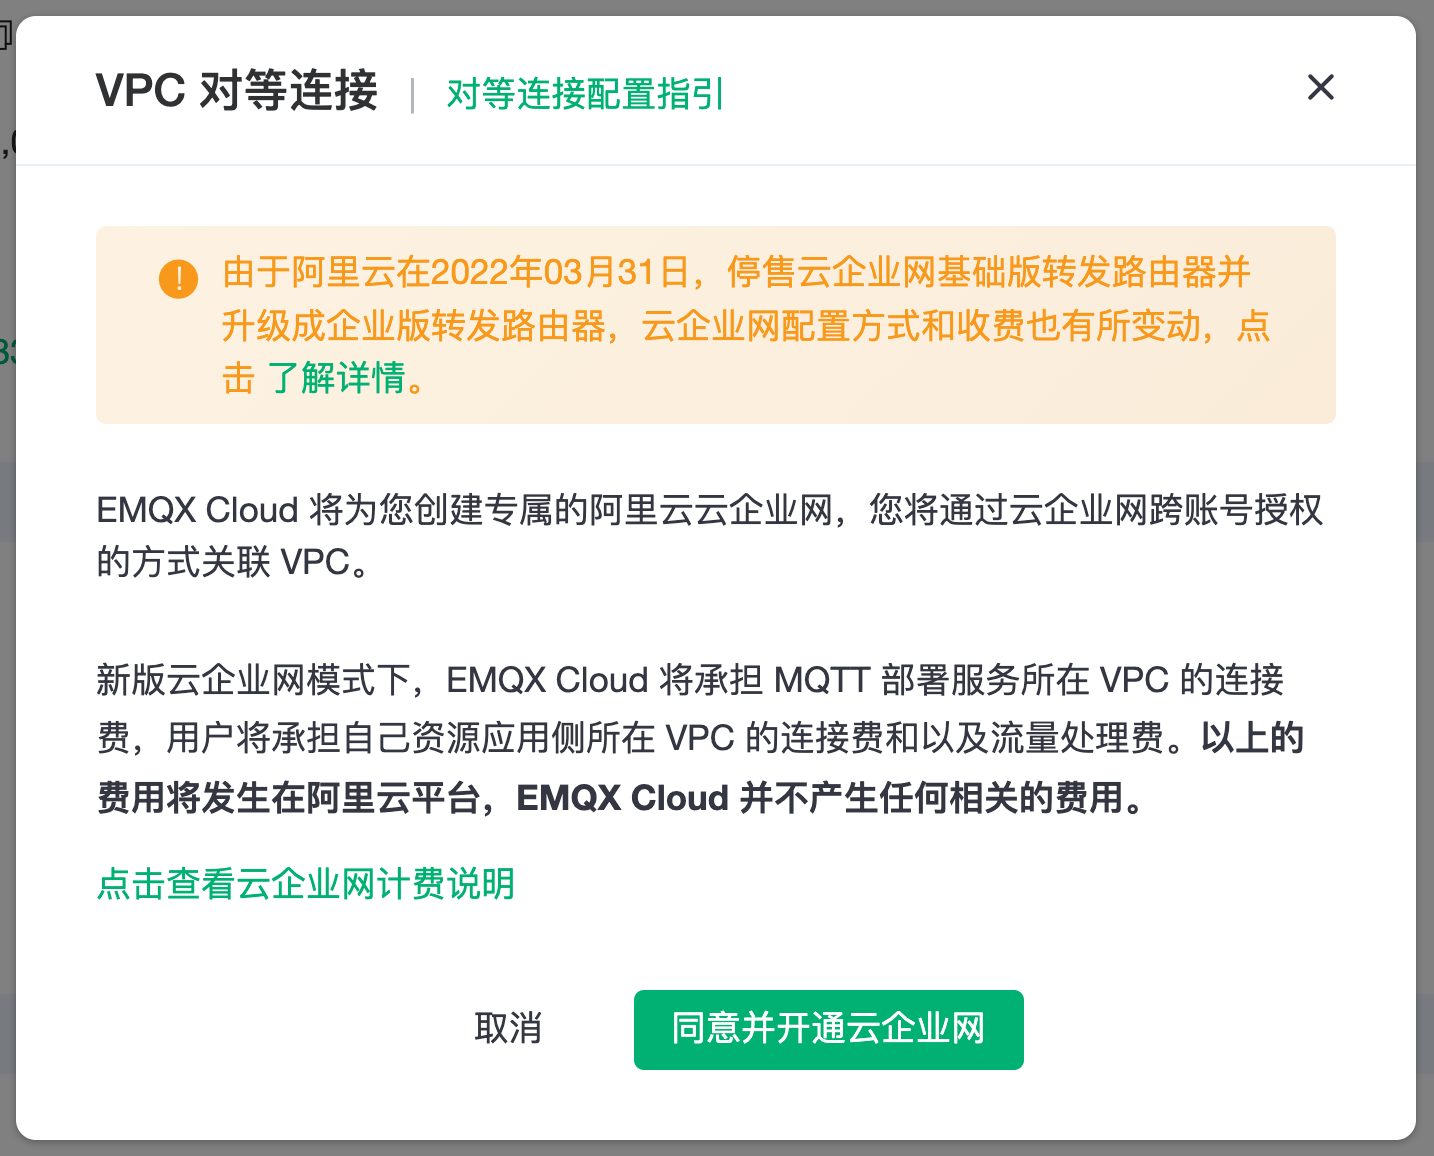 VPC 对等连接 | 对等连接配置指引
由于阿里云在2022年03月31日，停售云企业网基础版转发路由器并
升级成企业版转发路由器，云企业网配置方式和收费也有所变动，点
击 了解详情。
EMQX Cloud 将为您创建专属的阿里云云企业网，您将通过云企业网跨账号授权
的方式关联 VPC。
新版云企业网模式下，EMQX Cloud 将承担 MQTT 部署服务所在 VPC 的连接
费，用户将承担自己资源应用侧所在 VPC 的连接费和以及流量处理费。以上的
费用将发生在阿里云平台，EMQX Cloud 并不产生任何相关的费用。
点击查看云企业网计费说明
取消 同意并开通云企业网